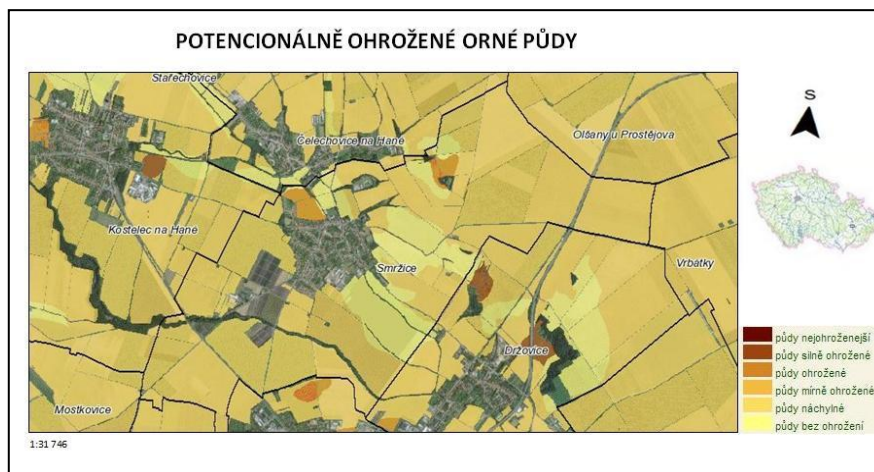 POTENCIONÁLNĚ OHROŽENÉ ORNÉ PŮDY
Stařechovice
Čelechovice na Hané
Olšany u Prostějova
Kostelec na Hané
Smržice
Vrbátky
Držovice
Mostkovice
S
půdy nejohroženejší
půdy silně ohrožené
půdy ohrožené
půdy mírně ohrožené
půdy náchylné
půdy bez ohrožení
1:31 746